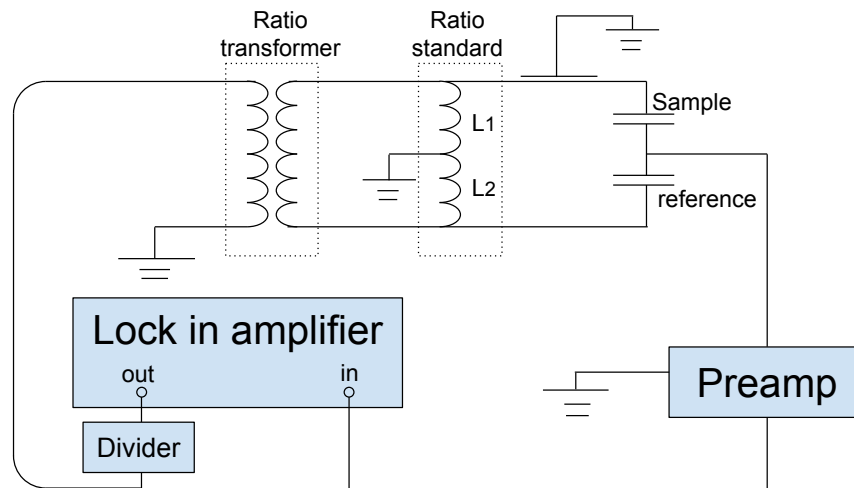 Ratio
transformer
Ratio
standard
L1
L2
Sample
reference
Lock in amplifier
out
in
Divider
Preamp